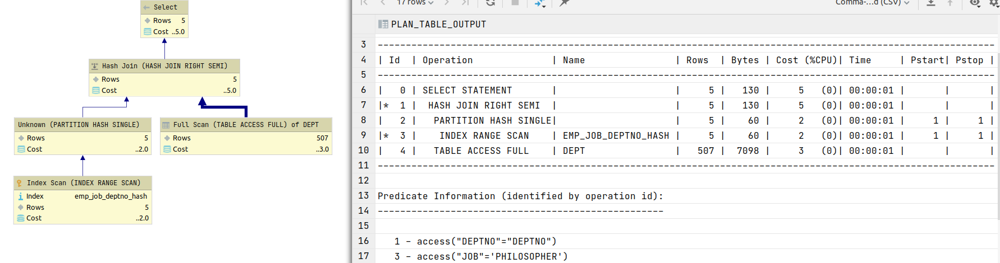 Select
Rows 5
Cost ..5.0
Hash Join (HASH JOIN RIGHT SEMI)
Rows 5
Cost ..5.0
Unknown (PARTITION HASH SINGLE)
Rows 5
Cost ..2.0
Full Scan (TABLE ACCESS FULL) of DEPT
Rows 507
Cost ..3.0
Index Scan (INDEX RANGE SCAN)
Index emp_job_deptno_hash
Rows 5
Cost ..2.0
17 rows Comma-...d (CSV)
PLAN_TABLE_OUTPUT
3 --------------------------------------------------------------------------------------------------------------
4 | Id | Operation | Name | Rows | Bytes | Cost (%CPU)| Time | Pstart| Pstop |
5 --------------------------------------------------------------------------------------------------------------
6 | 0 | SELECT STATEMENT | | 5 | 130 | 5 (0)| 00:00:01 | | |
7 |* 1 | HASH JOIN RIGHT SEMI | | 5 | 130 | 5 (0)| 00:00:01 | | |
8 | 2 | PARTITION HASH SINGLE| | 5 | 60 | 2 (0)| 00:00:01 | 1 | 1 |
9 |* 3 | INDEX RANGE SCAN | EMP_JOB_DEPTNO_HASH | 5 | 60 | 2 (0)| 00:00:01 | 1 | 1 |
10 | 4 | TABLE ACCESS FULL | DEPT | 507 | 7098 | 3 (0)| 00:00:01 | | |
11 --------------------------------------------------------------------------------------------------------------
12
13 Predicate Information (identified by operation id):
14 ---------------------------------------------------
15
16 1 - access("DEPTNO"="DEPTNO")
17 3 - access("JOB"='PHILOSOPHER')